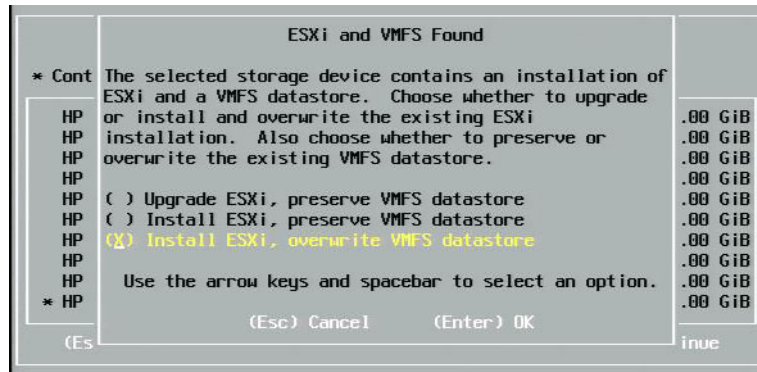 ESXi and VMFS Found
* Cont
The selected storage device contains an installation of
ESXi and a VMFS datastore.  Choose whether to upgrade
HP or install and overwrite the existing ESXi .00 GiB
HP installation.  Also choose whether to preserve or .00 GiB
HP overwrite the existing VMFS datastore. .00 GiB
HP .00 GiB
HP ( ) Upgrade ESXi, preserve VMFS datastore .00 GiB
HP ( ) Install ESXi, preserve VMFS datastore .00 GiB
HP (X) Install ESXi, overwrite VMFS datastore .00 GiB
HP .00 GiB
HP Use the arrow keys and spacebar to select an option. .00 GiB
* HP .00 GiB
(Esc) Cancel (Enter) OK
(Es inue